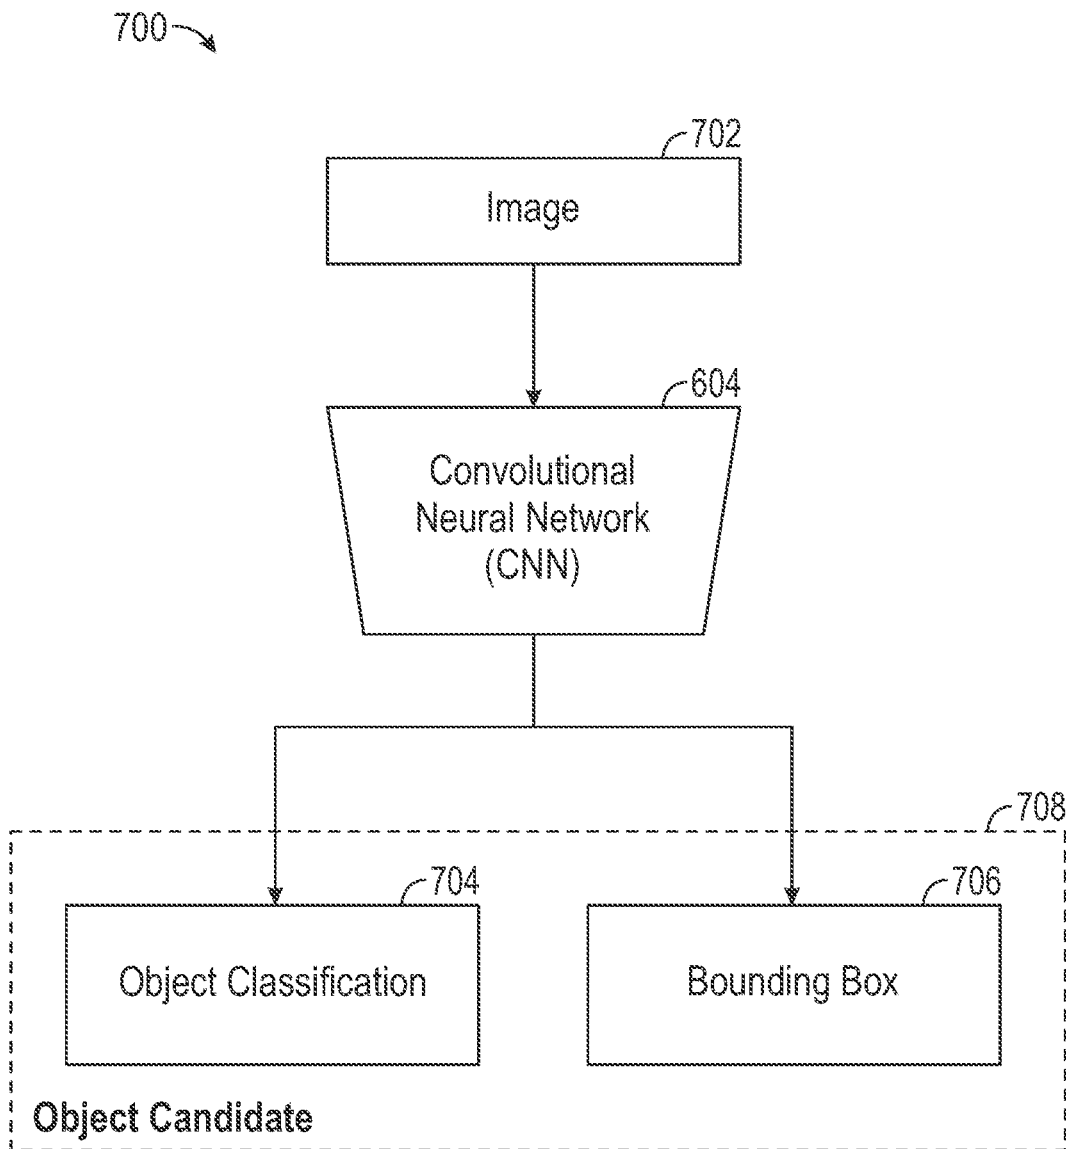 700
702
Image
604
Convolutional
Neural Network
(CNN)
708
704
706
Object Classification
Bounding Box
Object Candidate